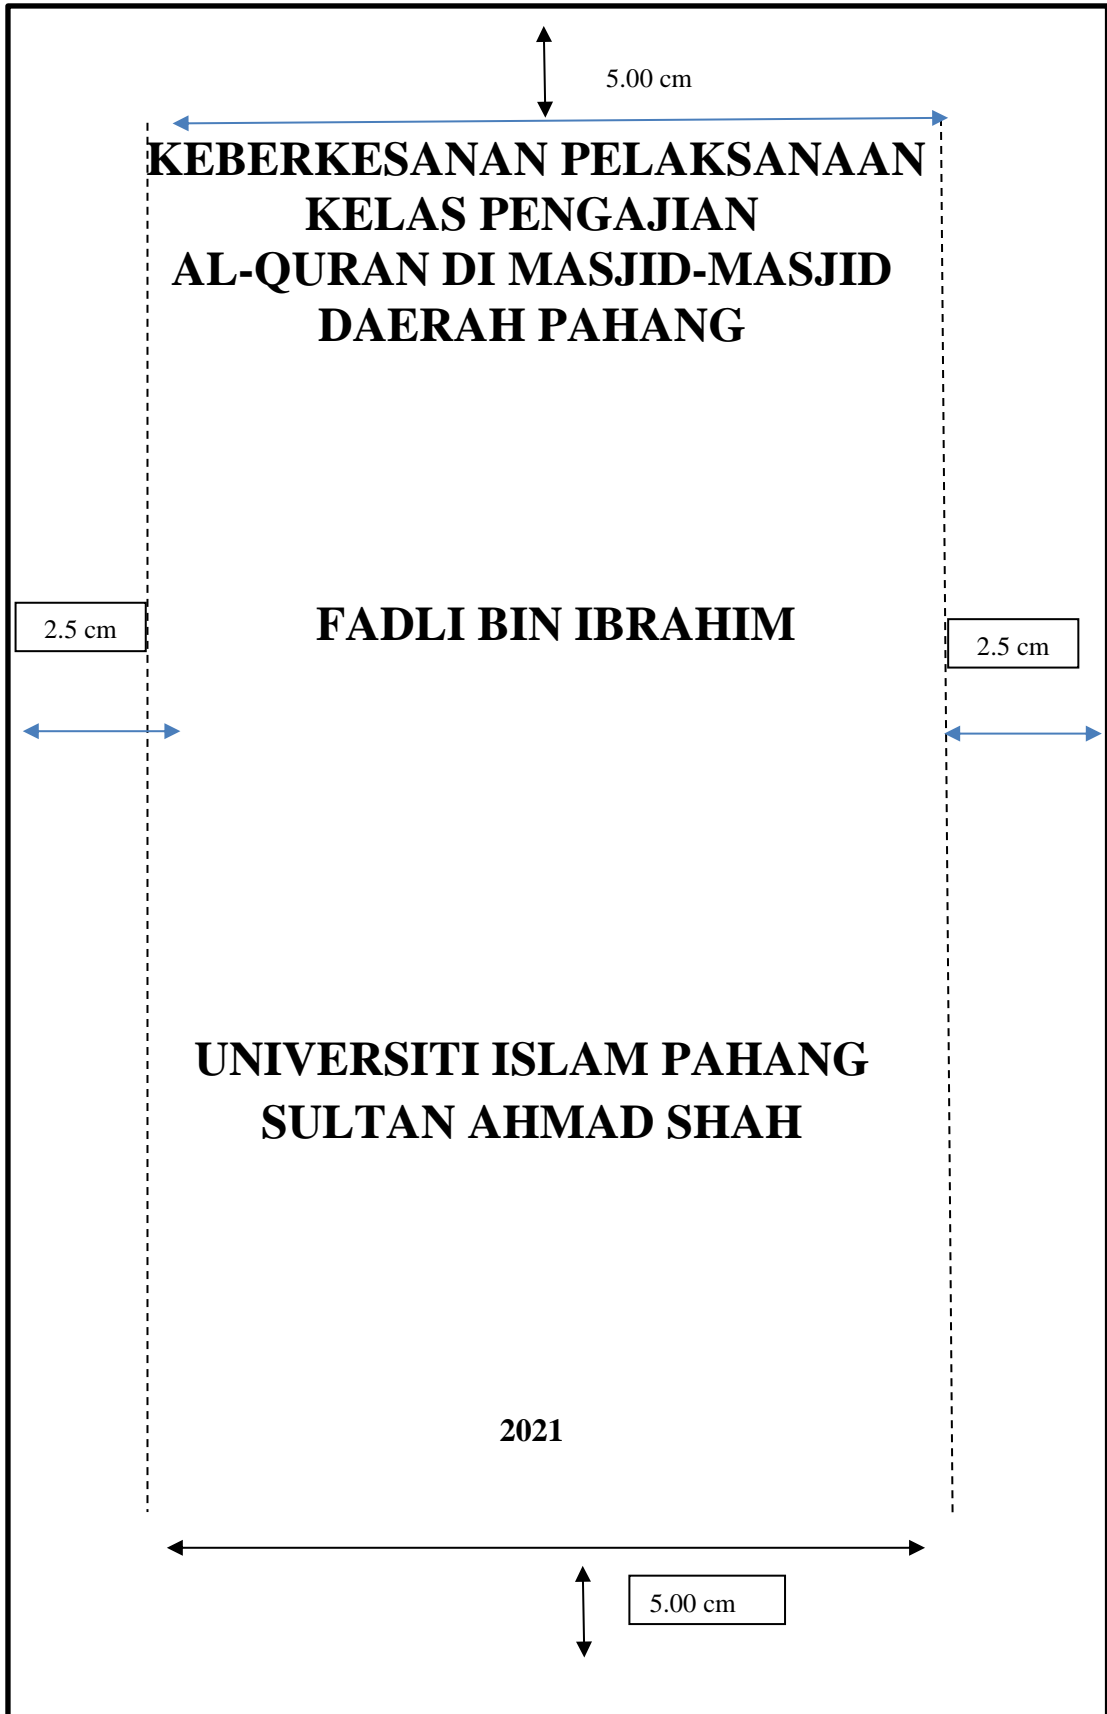 5.00 cm
KEBERKESANAN PELAKSANAAN
KELAS PENGAJIAN
AL-QURAN DI MASJID-MASJID
DAERAH PAHANG
2.5 cm
FADLI BIN IBRAHIM
2.5 cm
UNIVERSITI ISLAM PAHANG
SULTAN AHMAD SHAH
2021
5.00 cm